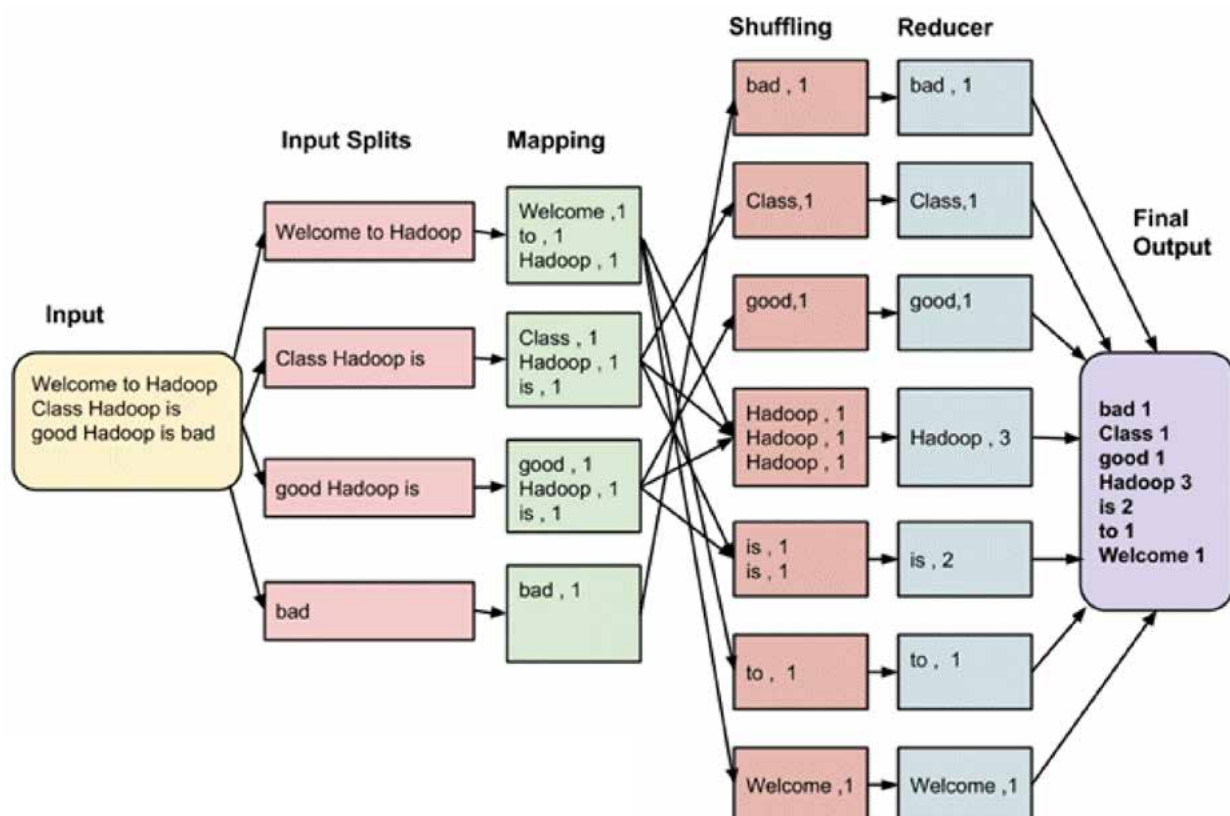 Shuffling
Reducer
Input Splits
Mapping
Final
Output
Input
Welcome to Hadoop
Class Hadoop is
good Hadoop is bad
Welcome to Hadoop
Class Hadoop is
good Hadoop is
bad
Welcome ,1
to , 1
Hadoop , 1
Class , 1
Hadoop , 1
is , 1
good , 1
Hadoop , 1
is , 1
bad , 1
bad , 1
Class,1
good,1
Hadoop , 1
Hadoop , 1
Hadoop , 1
is , 1
is , 1
to , 1
Welcome ,1
bad , 1
Class,1
good,1
Hadoop , 3
is , 2
to , 1
Welcome ,1
bad 1
Class 1
good 1
Hadoop 3
is 2
to 1
Welcome 1